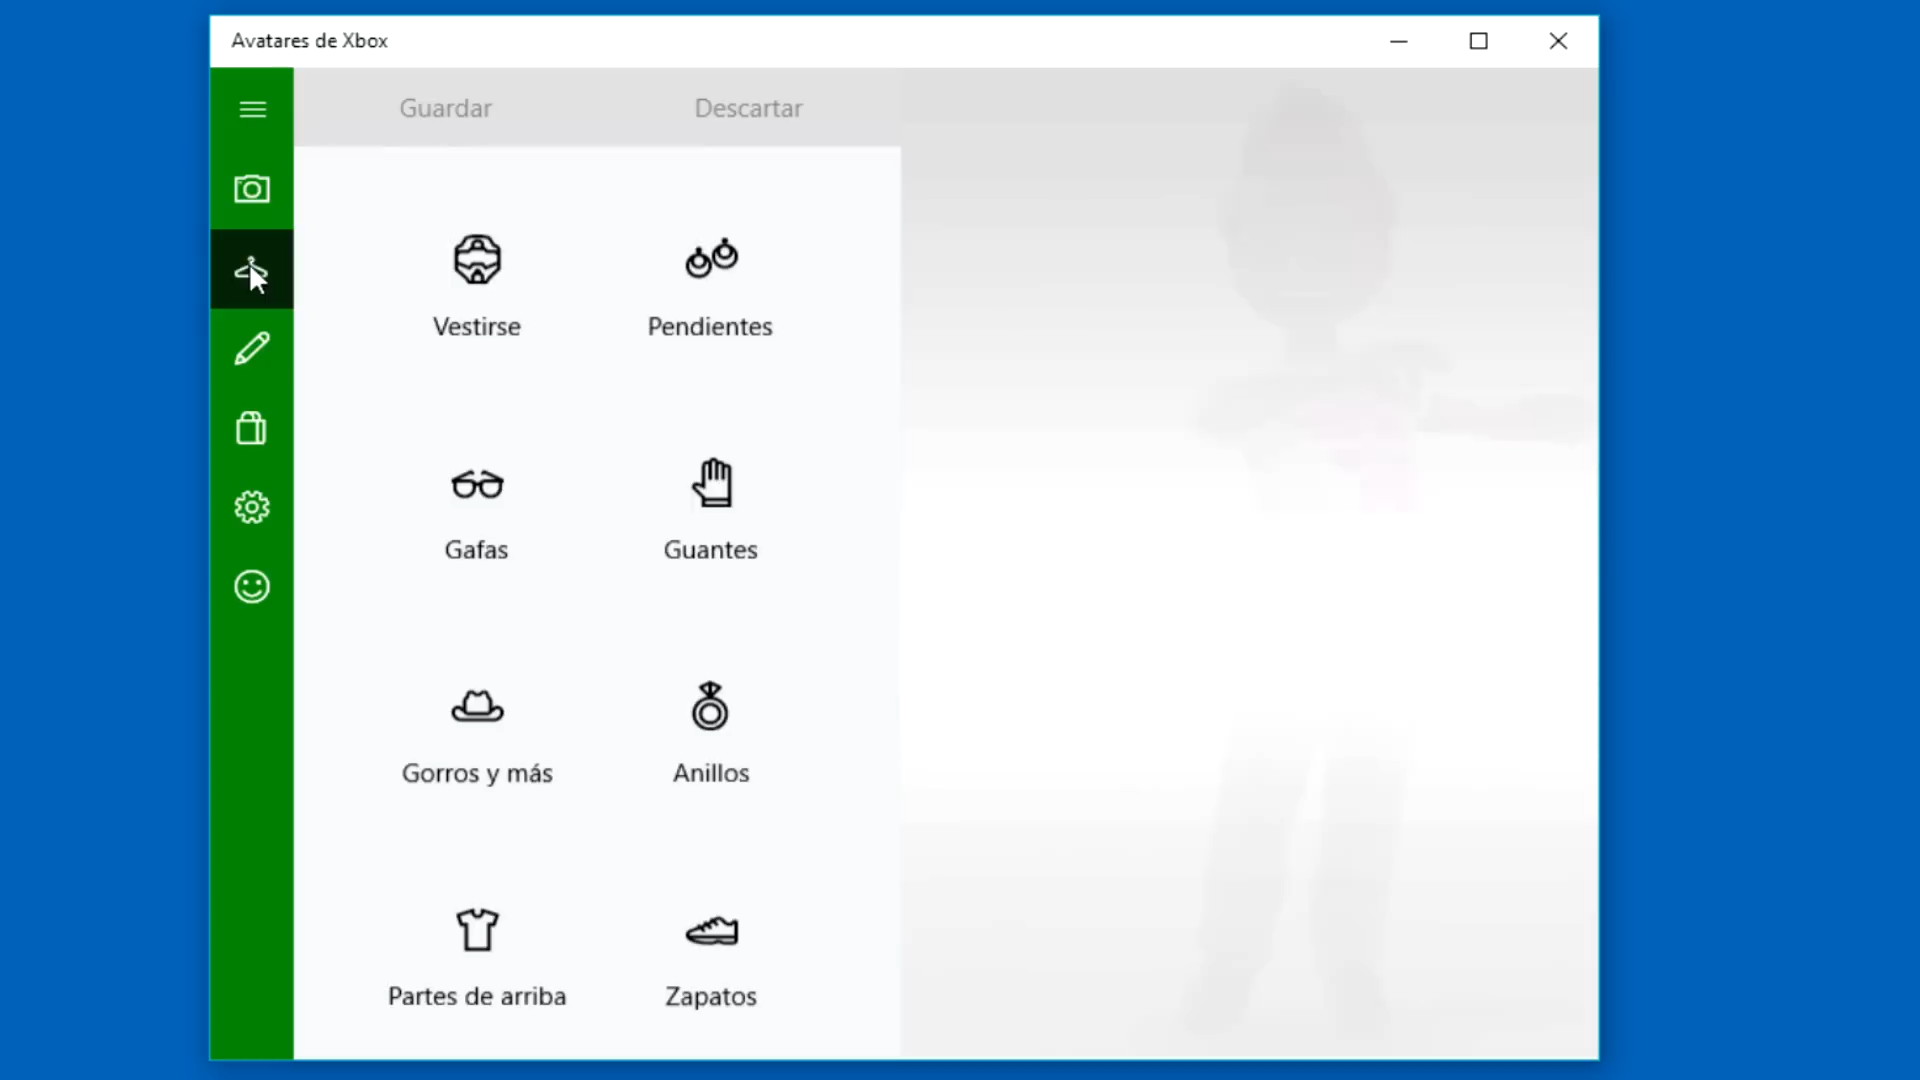 Avatares de Xbox
Guardar Descartar
Vestirse Pendientes
Gafas Guantes
Gorros y más Anillos
Partes de arriba Zapatos